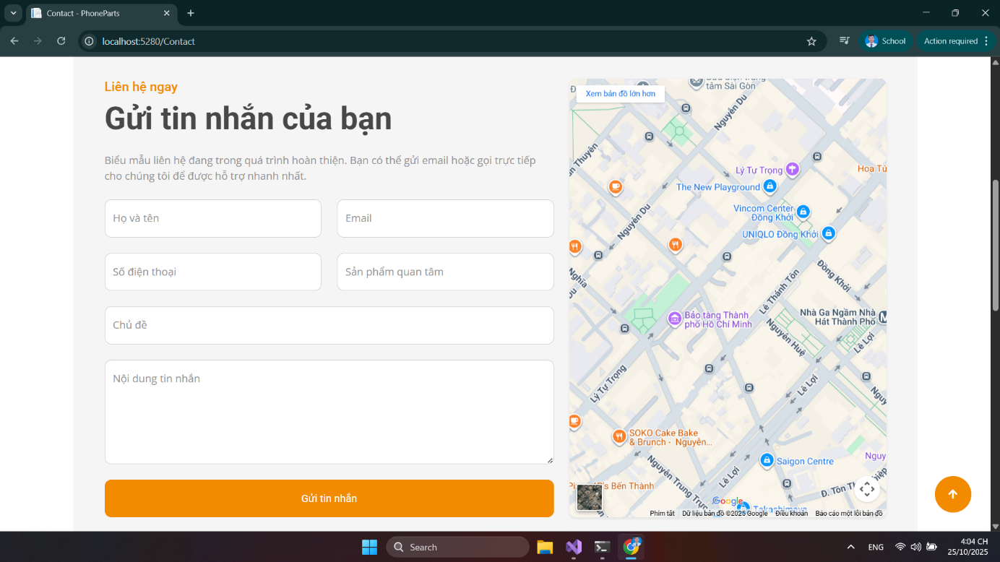 Contact - PhoneParts
localhost:5280/Contact
School
Action required
Liên hệ ngay
Gửi tin nhắn của bạn
Biểu mẫu liên hệ đang trong quá trình hoàn thiện. Bạn có thể gửi email hoặc gọi trực tiếp
cho chúng tôi để được hỗ trợ nhanh nhất.
Họ và tên
Email
Số điện thoại
Sản phẩm quan tâm
Chủ đề
Nội dung tin nhắn
Gửi tin nhắn
tâm Sài Gòn
Xem bản đồ lớn hơn
Nguyễn Du
Lý Tự Trọng
Hoa Tú
The New Playground
Vincom Center
Đồng Khởi
UNIQLO Đồng Khởi
Nguyễn Du
Nghĩa
Du
Đồng Khởi
Lê Thánh Tôn
Bảo tàng Thành
phố Hồ Chí Minh
Nhà Ga Ngầm Nhà
Hát Thành Phố
Nguyễn Huệ
Lê Lợi
Lý Tự Trọng
Lê Lợi
SOKO Cake Bake
& Brunch - Nguyễn...
Saigon Centre
Nguy
Lê Lợi
Nguyễn Trung Trực
P's Bến Thành
Đ. Tôn Th
iệp
Google
Takashimaya
Phím tắt
Dữ liệu bản đồ ©2025 Google
Điều khoản
Báo cáo một lỗi bản đồ
Search
ENG
4:04 CH
25/10/2025